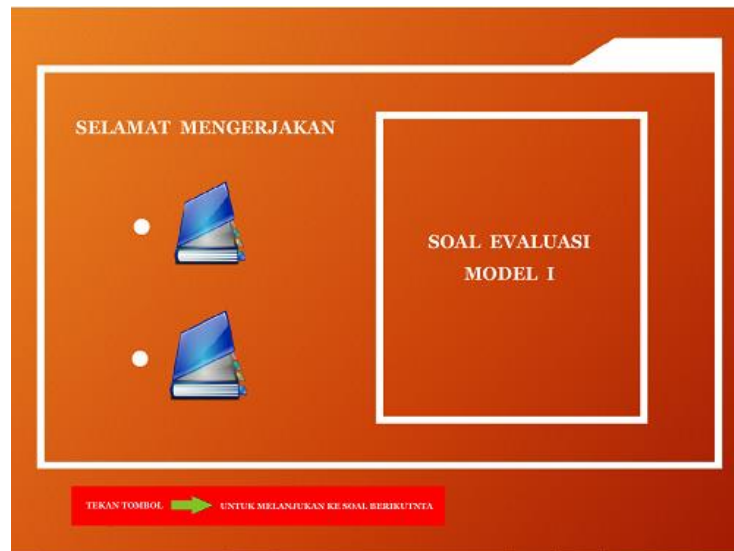 SELAMAT MENGERJAKAN
SOAL EVALUASI
MODEL I
TEKAN TOMBOL UNTUK MELANJUKAN KE SOAL BERIKUTNTA